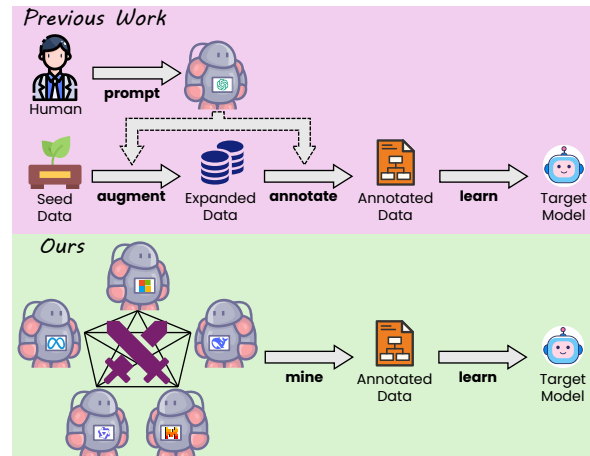 Previous Work
Human
prompt
Seed
Data
augment
Expanded
Data
annotate
Annotated
Data
learn
Target
Model
Ours
mine
Annotated
Data
learn
Target
Model